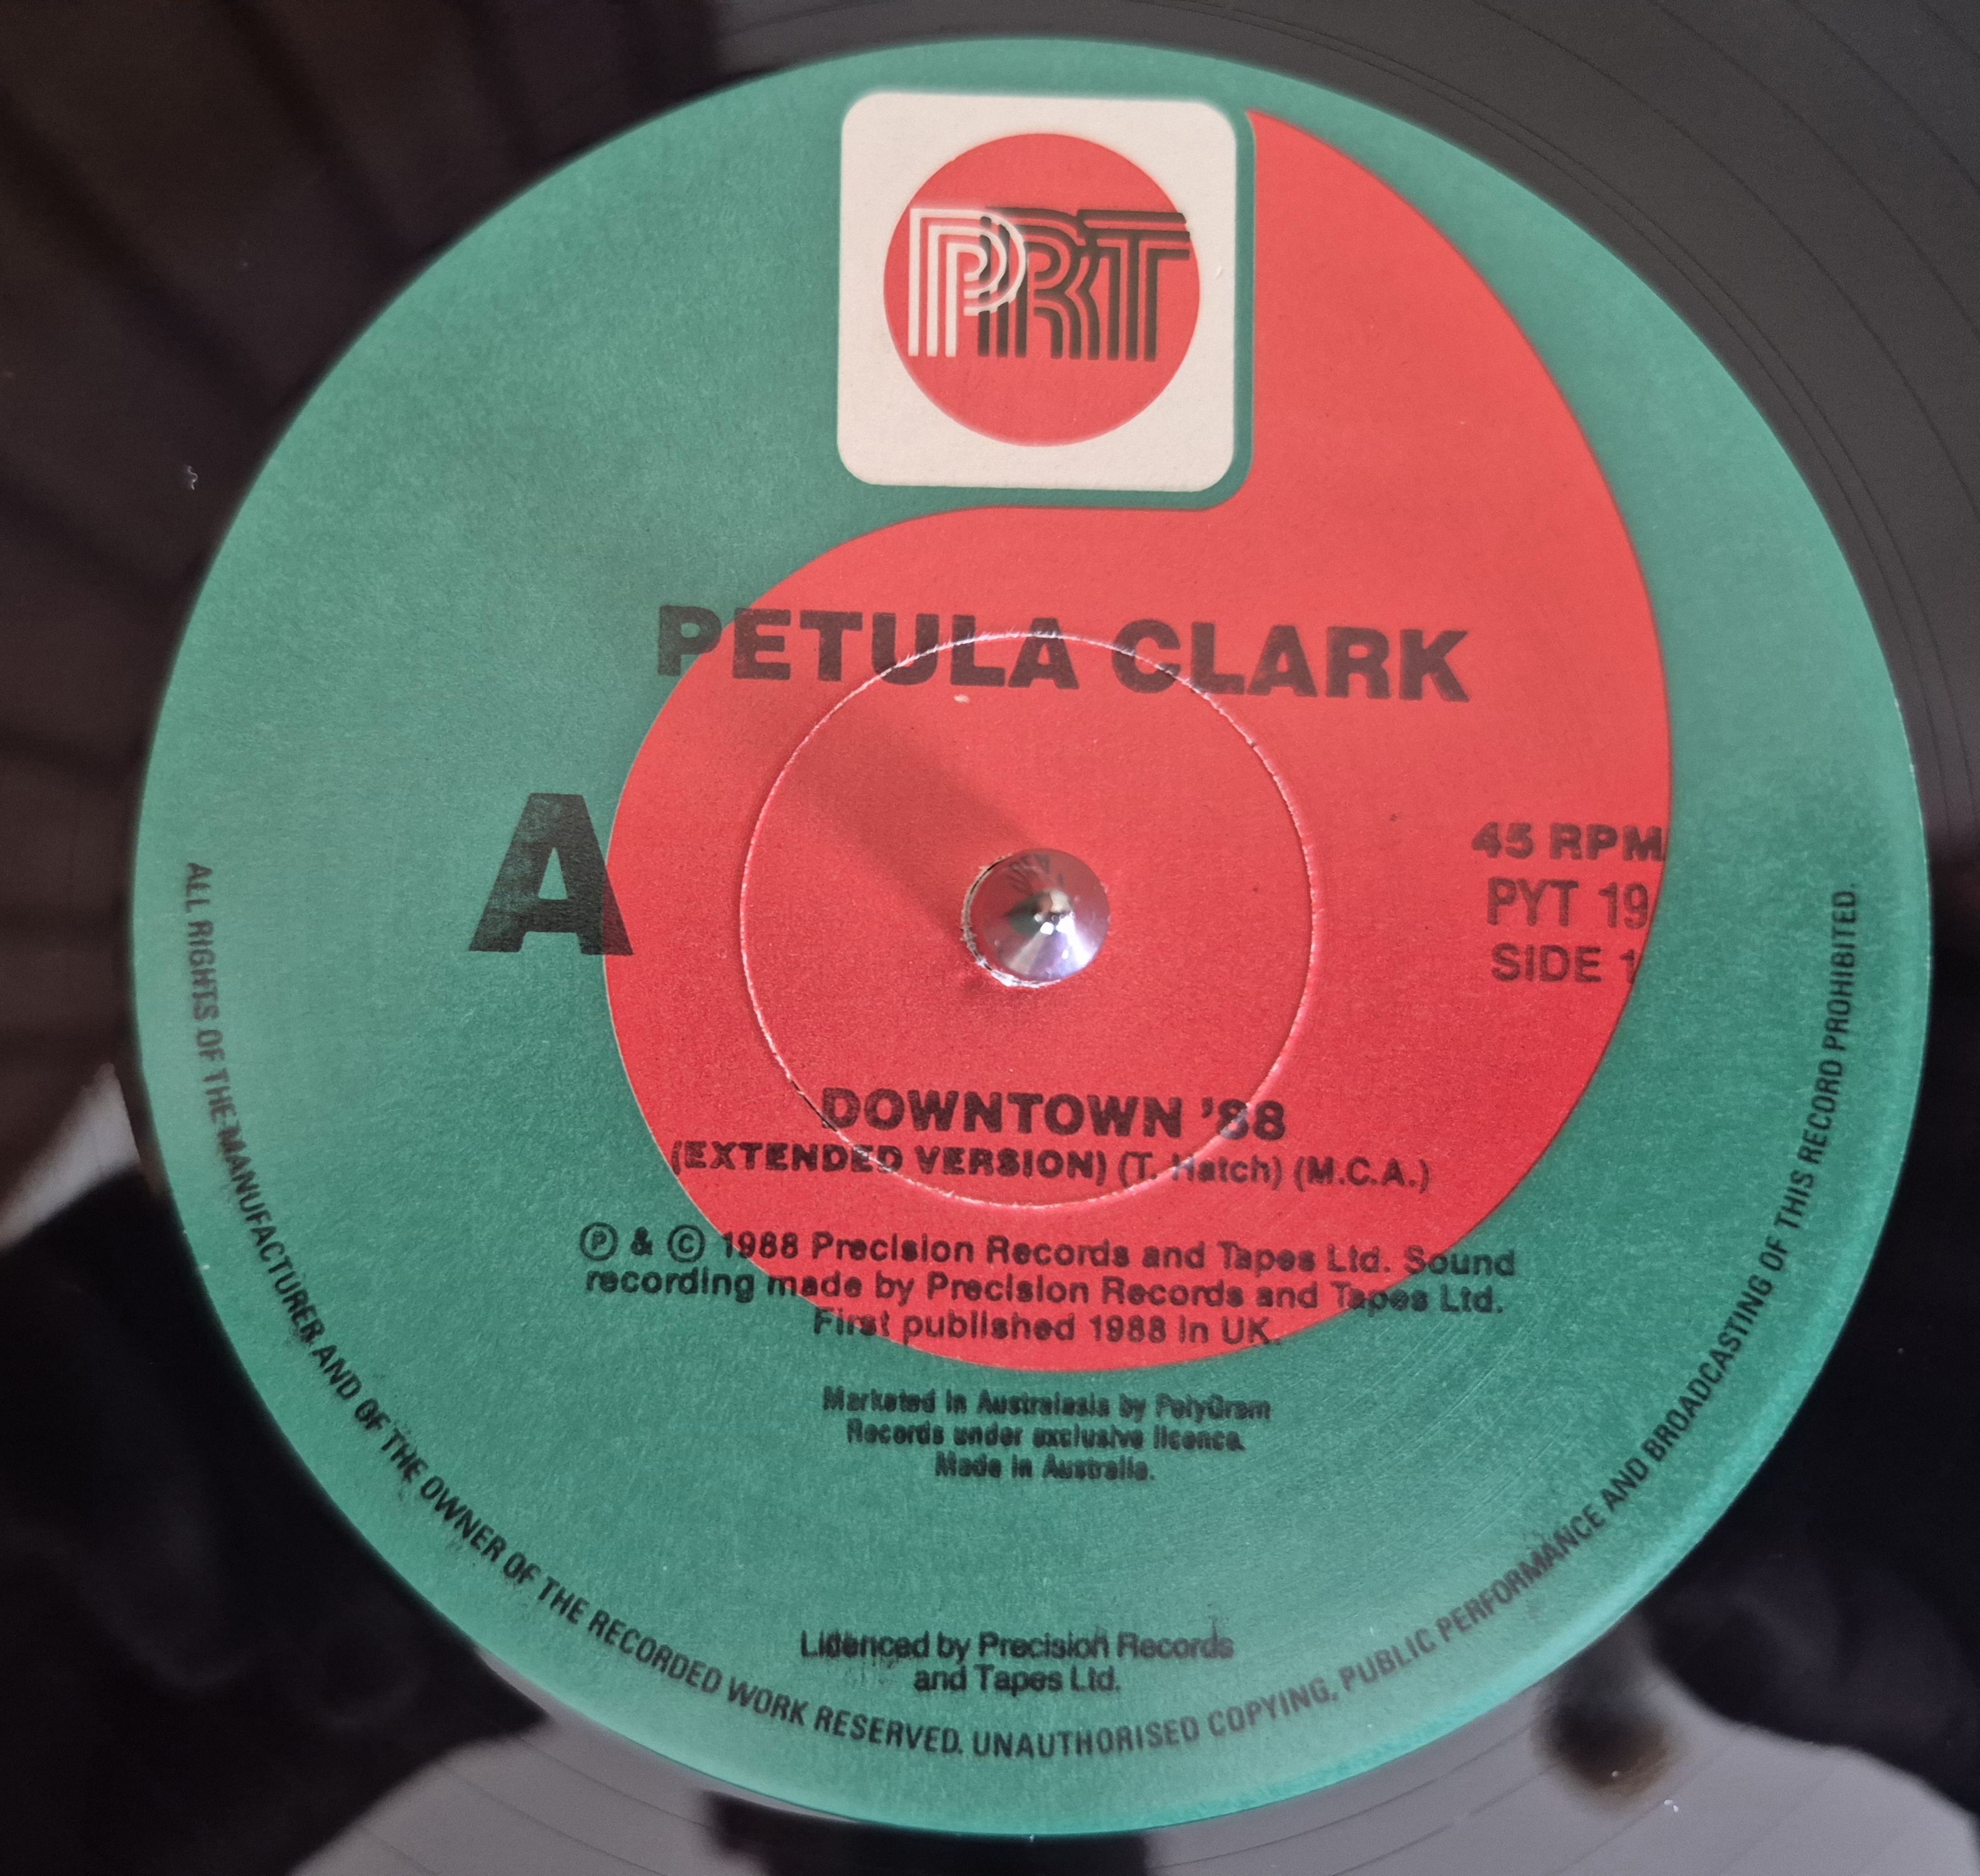 PRT
PETULA CLARK
A
45 RPM
PYT 19
SIDE 1
DOWNTOWN '88
(EXTENDED VERSION) (T. Hatch) (M.C.A.)
Ⓟ & © 1988 Precision Records and Tapes Ltd. Sound
recording made by Precision Records and Tapes Ltd.
First published 1988 in UK.
Marketed in Australasia by PolyGram
Records under exclusive licence.
Made in Australia.
Lidenced by Precision Records
and Tapes Ltd.
ALL RIGHTS OF THE MANUFACTURER AND OF THE OWNER OF THE RECORDED WORK RESERVED. UNAUTHORISED COPYING, PUBLIC PERFORMANCE AND BROADCASTING OF THIS RECORD PROHIBITED.